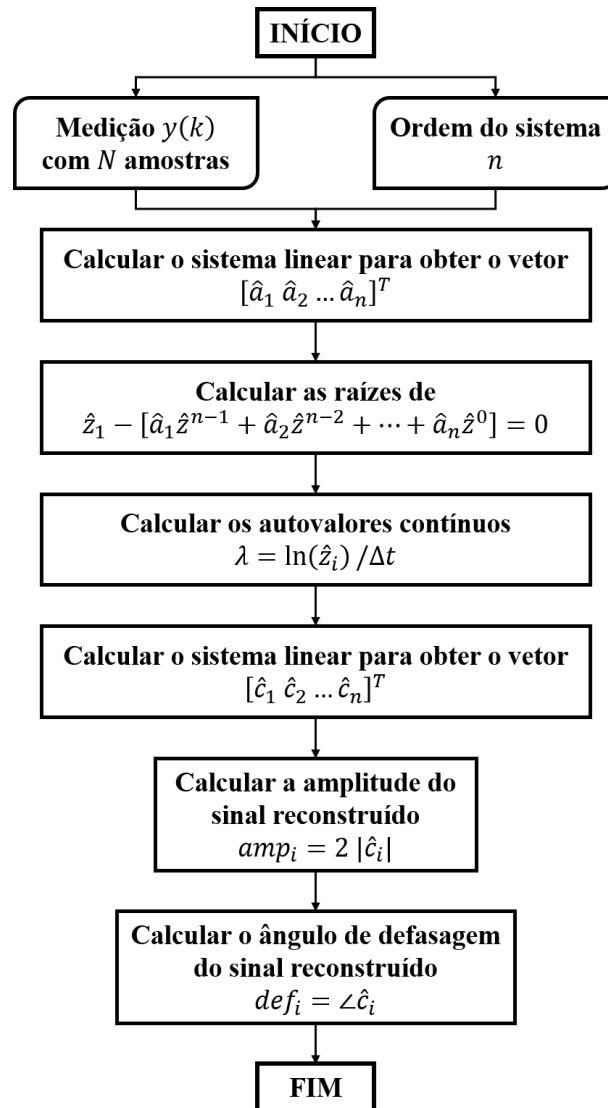 INÍCIO
Medição y(k)
com N amostras
Ordem do sistema
n
Calcular o sistema linear para obter o vetor
[â₁ â₂ … âₙ]ᵀ
Calcular as raízes de
ẑ₁ − [â₁ẑⁿ⁻¹ + â₂ẑⁿ⁻² + ⋯ + âₙẑ⁰] = 0
Calcular os autovalores contínuos
λ = ln(ẑᵢ) /Δt
Calcular o sistema linear para obter o vetor
[ĉ₁ ĉ₂ … ĉₙ]ᵀ
Calcular a amplitude do
sinal reconstruído
ampᵢ = 2 |ĉᵢ|
Calcular o ângulo de defasagem
do sinal reconstruído
defᵢ = ∠ĉᵢ
FIM